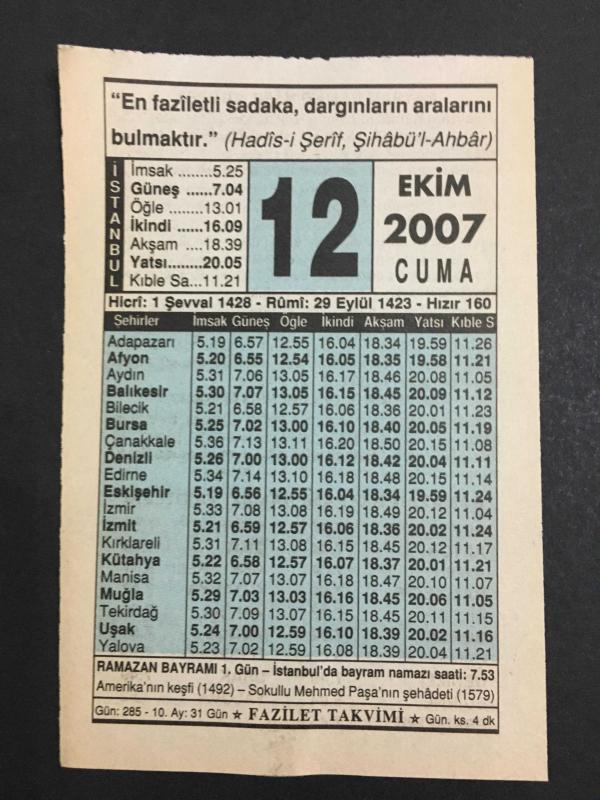 “En fazîletli sadaka, dargınların aralarını
bulmaktır.” (Hadîs-i Şerîf, Şihâbü'l-Ahbâr)
İSTANBUL
İmsak ........5.25
Güneş ......7.04
Öğle ........13.01
İkindi ......16.09
Akşam ....18.39
Yatsı........20.05
Kıble Sa...11.21
12
EKİM
2007
CUMA
Hicrî: 1 Şevval 1428 - Rûmî: 29 Eylül 1423 - Hızır 160
Şehirler İmsak Güneş Öğle İkindi Akşam Yatsı Kıble S
Adapazarı 5.19 6.57 12.55 16.04 18.34 19.59 11.26
Afyon 5.20 6.55 12.54 16.05 18.35 19.58 11.21
Aydın 5.31 7.06 13.05 16.17 18.46 20.08 11.05
Balıkesir 5.30 7.07 13.05 16.15 18.45 20.09 11.12
Bilecik 5.21 6.58 12.57 16.06 18.36 20.01 11.23
Bursa 5.25 7.02 13.00 16.10 18.40 20.05 11.19
Çanakkale 5.36 7.13 13.11 16.20 18.50 20.15 11.08
Denizli 5.26 7.00 13.00 16.12 18.42 20.04 11.11
Edirne 5.34 7.14 13.10 16.18 18.48 20.15 11.14
Eskişehir 5.19 6.56 12.55 16.04 18.34 19.59 11.24
İzmir 5.33 7.08 13.08 16.19 18.49 20.12 11.04
İzmit 5.21 6.59 12.57 16.06 18.36 20.02 11.24
Kırklareli 5.31 7.11 13.08 16.15 18.45 20.12 11.17
Kütahya 5.22 6.58 12.57 16.07 18.37 20.01 11.21
Manisa 5.32 7.07 13.07 16.18 18.47 20.10 11.07
Muğla 5.29 7.03 13.03 16.16 18.45 20.06 11.05
Tekirdağ 5.30 7.09 13.07 16.15 18.45 20.11 11.15
Uşak 5.24 7.00 12.59 16.10 18.39 20.02 11.16
Yalova 5.23 7.02 12.59 16.08 18.39 20.04 11.21
RAMAZAN BAYRAMI 1. Gün – İstanbul'da bayram namazı saati: 7.53
Amerika'nın keşfi (1492) – Sokullu Mehmed Paşa'nın şehâdeti (1579)
Gün: 285 - 10. Ay: 31 Gün ★ FAZİLET TAKVİMİ ★ Gün. ks. 4 dk